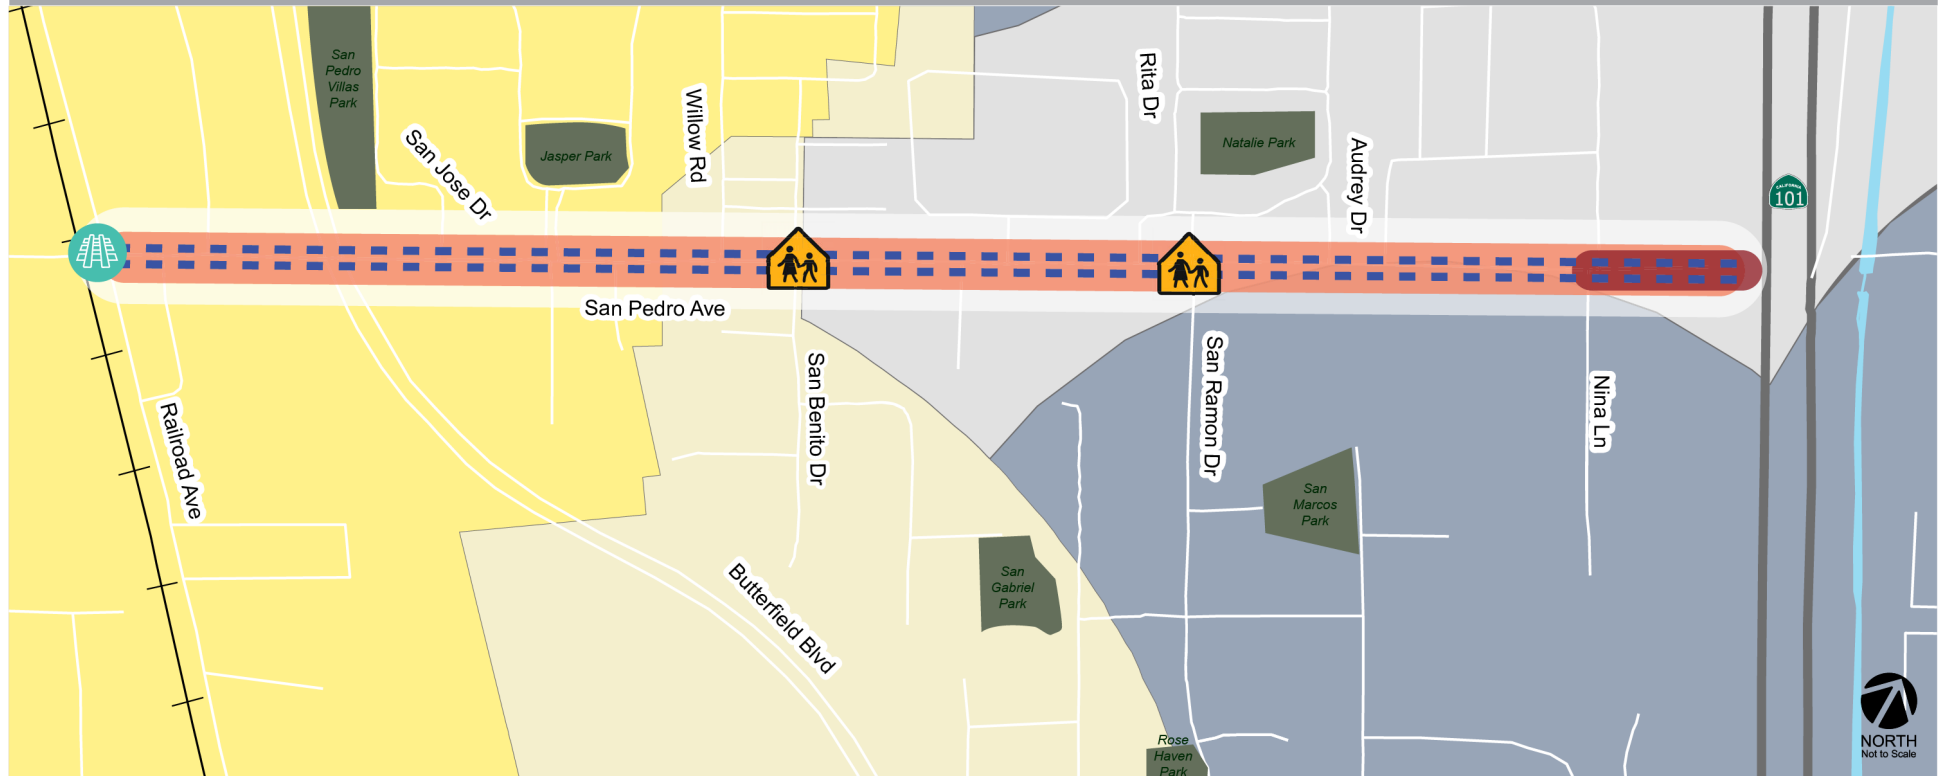 San
Pedro
Villas
Park
San Jose Dr
Jasper Park
Willow Rd
Rita Dr
Natalie Park
Audrey Dr
CALIFORNIA
101
San Pedro Ave
Railroad Ave
San Benito Dr
San Ramon Dr
Nina Ln
San
Marcos
Park
San
Gabriel
Park
Butterfield Blvd
Rose
Haven
Park
NORTH
Not to Scale